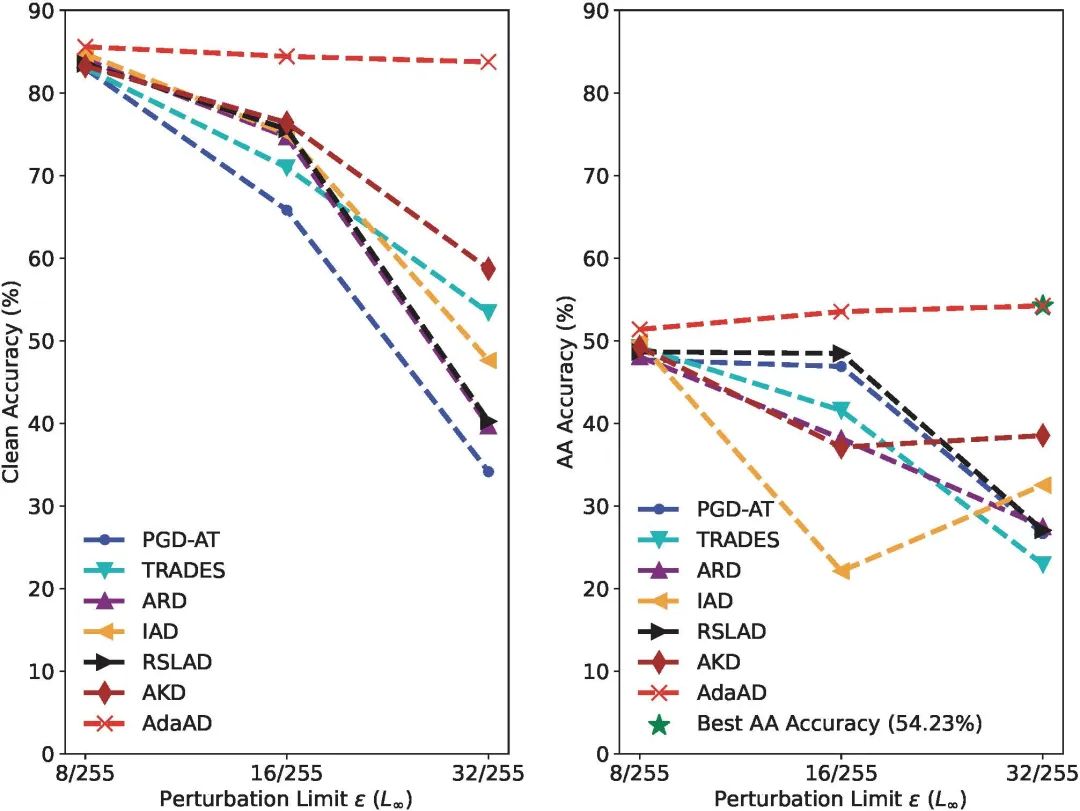 90
80
70
60
50
40
30
20
10
0
Clean Accuracy (%)
PGD-AT
TRADES
ARD
IAD
RSLAD
AKD
AdaAD
8/255
16/255
32/255
Perturbation Limit ε (L∞)
90
80
70
60
50
40
30
20
10
0
AA Accuracy (%)
PGD-AT
TRADES
ARD
IAD
RSLAD
AKD
AdaAD
Best AA Accuracy (54.23%)
8/255
16/255
32/255
Perturbation Limit ε (L∞)